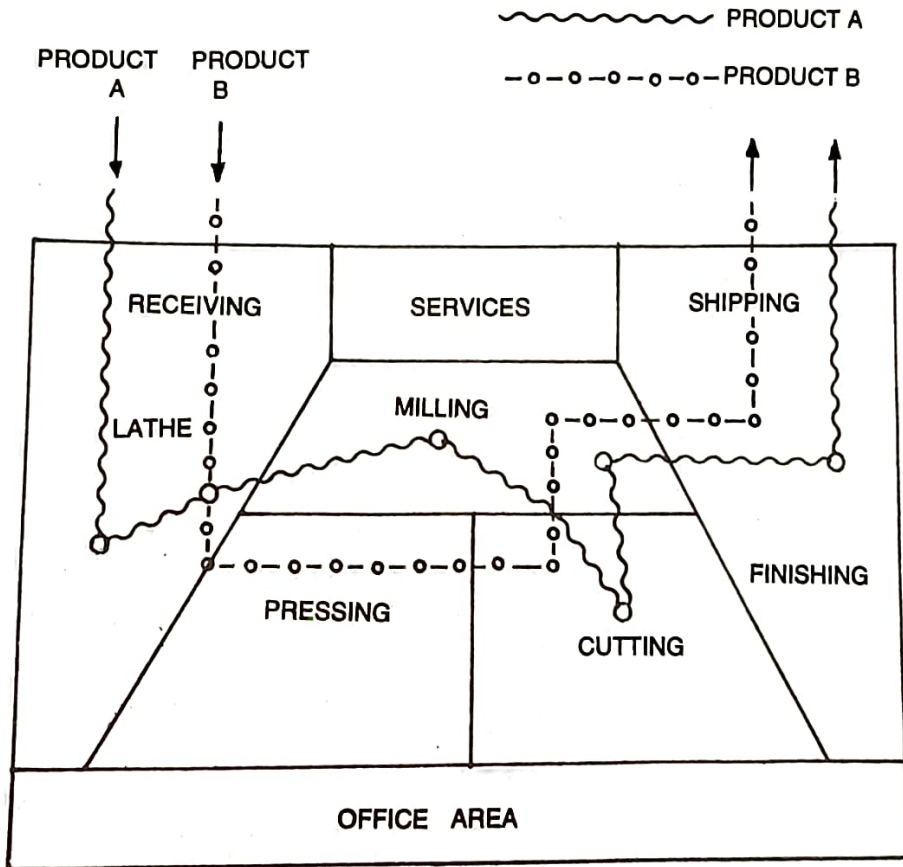 PRODUCT A
PRODUCT B
PRODUCT
A
PRODUCT
B
RECEIVING
SERVICES
SHIPPING
LATHE
MILLING
FINISHING
PRESSING
CUTTING
OFFICE AREA